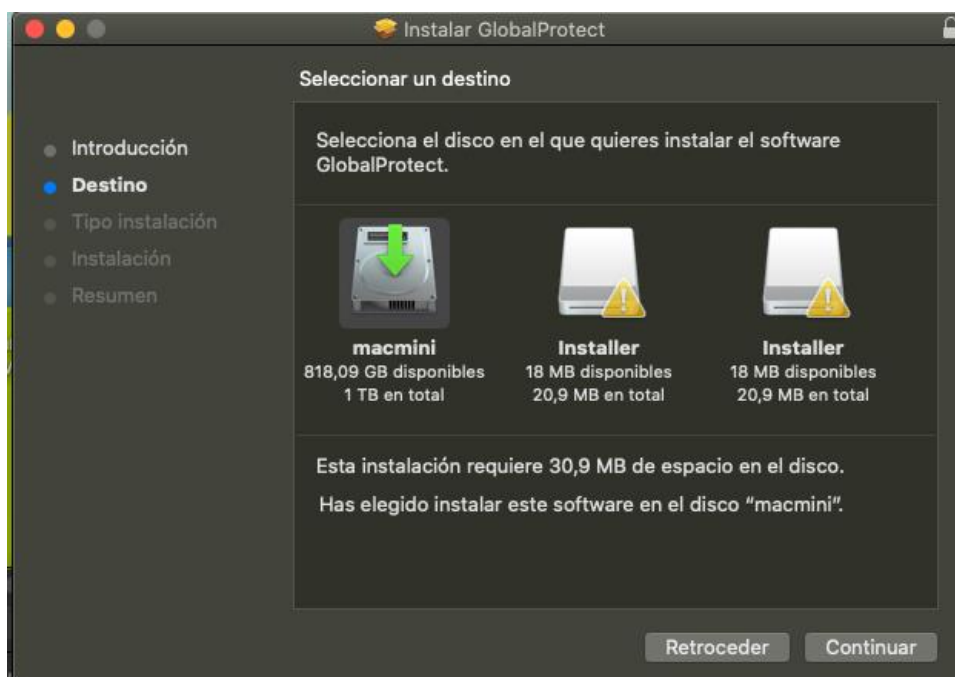 Instalar GlobalProtect
Seleccionar un destino
Introducción
Destino
Tipo instalación
Instalación
Resumen
Selecciona el disco en el que quieres instalar el software
GlobalProtect.
macmini
818,09 GB disponibles
1 TB en total
Installer
18 MB disponibles
20,9 MB en total
Installer
18 MB disponibles
20,9 MB en total
Esta instalación requiere 30,9 MB de espacio en el disco.
Has elegido instalar este software en el disco “macmini”.
Retroceder
Continuar